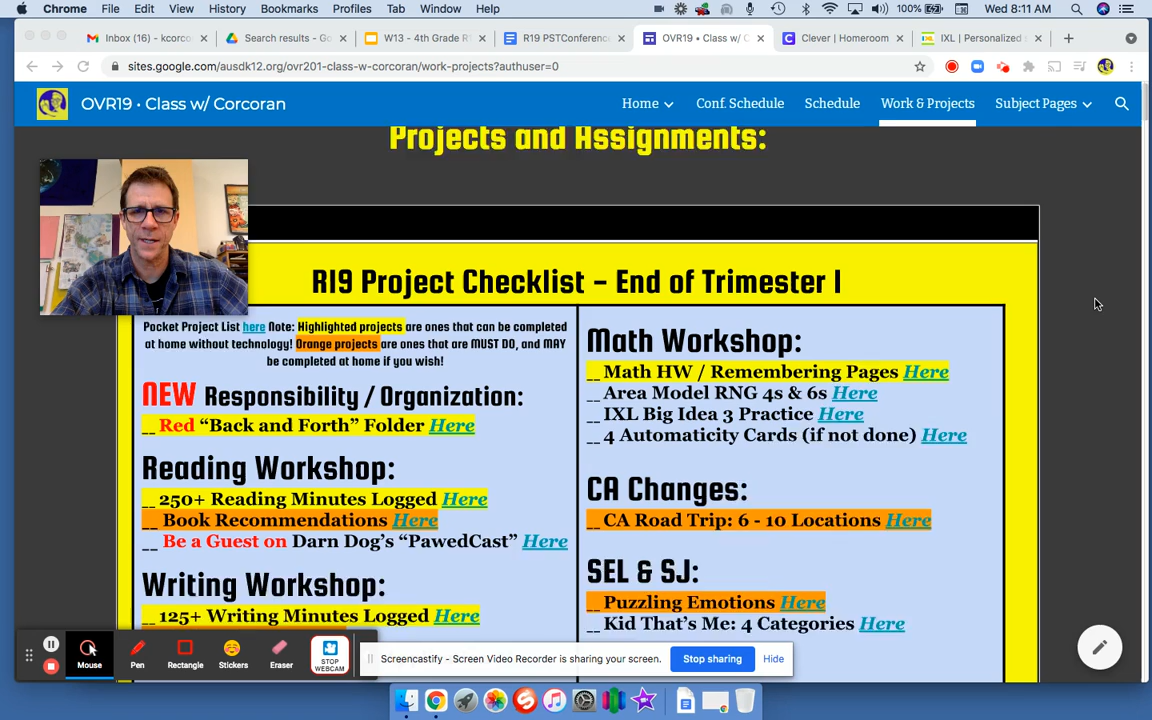 Chrome File Edit View History Bookmarks Profiles Tab Window Help 100% Wed 8:11 AM
Inbox (16) - kcorco
Search results - Go
W13 - 4th Grade R
R19 PSTConferenc
OVR19 • Class w/ C
Clever | Homeroom
IXL | Personalized
sites.google.com/ausdk12.org/ovr201-class-w-corcoran/work-projects?authuser=0
OVR19 • Class w/ Corcoran
Home Conf. Schedule Schedule Work & Projects Subject Pages
Projects and Assignments:
R19 Project Checklist - End of Trimester 1
Pocket Project List here Note: Highlighted projects are ones that can be completed
at home without technology! Orange projects are ones that are MUST DO, and MAY
be completed at home if you wish!
NEW Responsibility / Organization:
__ Red “Back and Forth” Folder Here
Reading Workshop:
__ 250+ Reading Minutes Logged Here
__ Book Recommendations Here
__ Be a Guest on Darn Dog’s “PawedCast” Here
Writing Workshop:
__ 125+ Writing Minutes Logged Here
Math Workshop:
__ Math HW / Remembering Pages Here
__ Area Model RNG 4s & 6s Here
__ IXL Big Idea 3 Practice Here
__ 4 Automaticity Cards (if not done) Here
CA Changes:
__ CA Road Trip: 6 - 10 Locations Here
SEL & SJ:
__ Puzzling Emotions Here
__ Kid That’s Me: 4 Categories Here
Mouse Pen Rectangle Stickers Eraser STOP WEBCAM
Screencastify - Screen Video Recorder is sharing your screen. Stop sharing Hide